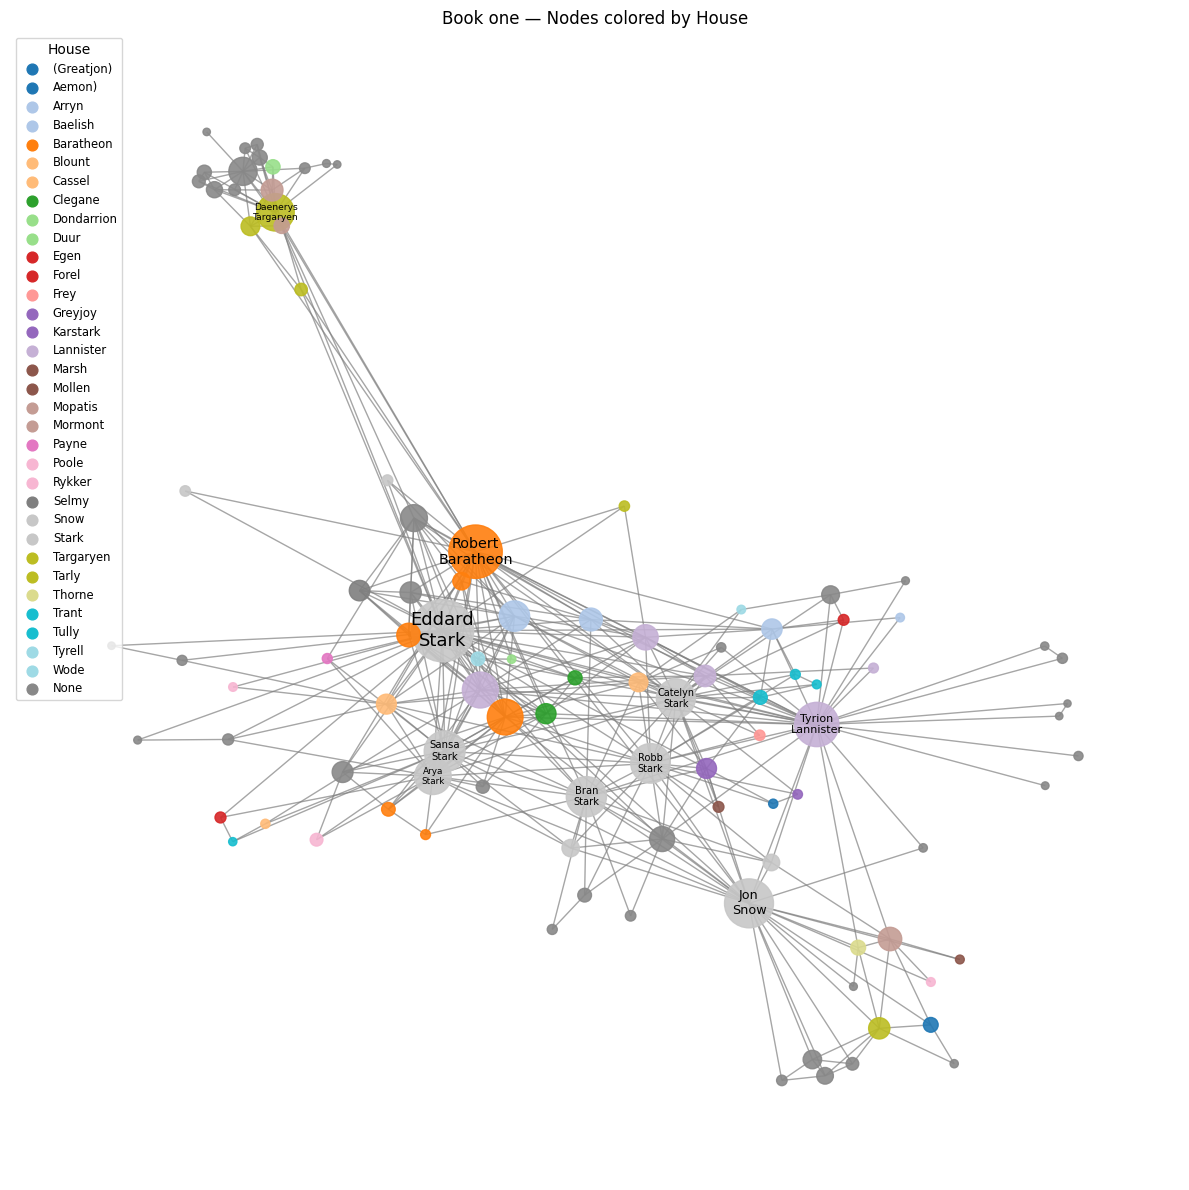 Book one — Nodes colored by House
House
(Greatjon)
Aemon)
Arryn
Baelish
Baratheon
Blount
Cassel
Clegane
Dondarrion
Duur
Egen
Forel
Frey
Greyjoy
Karstark
Lannister
Marsh
Mollen
Mopatis
Mormont
Payne
Poole
Rykker
Selmy
Snow
Stark
Targaryen
Tarly
Thorne
Trant
Tully
Tyrell
Wode
None
Daenerys
Targaryen
Robert
Baratheon
Eddard
Stark
Catelyn
Stark
Tyrion
Lannister
Sansa
Stark
Arya
Stark
Robb
Stark
Bran
Stark
Jon
Snow